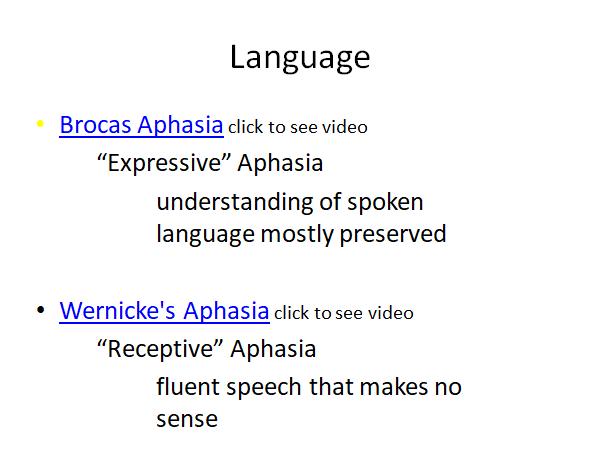 Language
• Brocas Aphasia click to see video
“Expressive” Aphasia
understanding of spoken
language mostly preserved
• Wernicke's Aphasia click to see video
“Receptive” Aphasia
fluent speech that makes no
sense